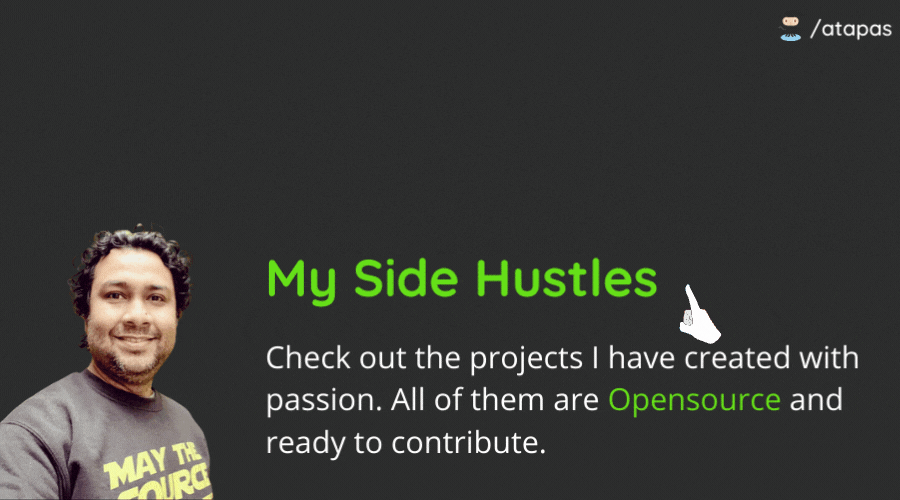 /atapas
My Side Hustles
Check out the projects I have created with
passion. All of them are Opensource and
ready to contribute.
MAY THE
SOURCE